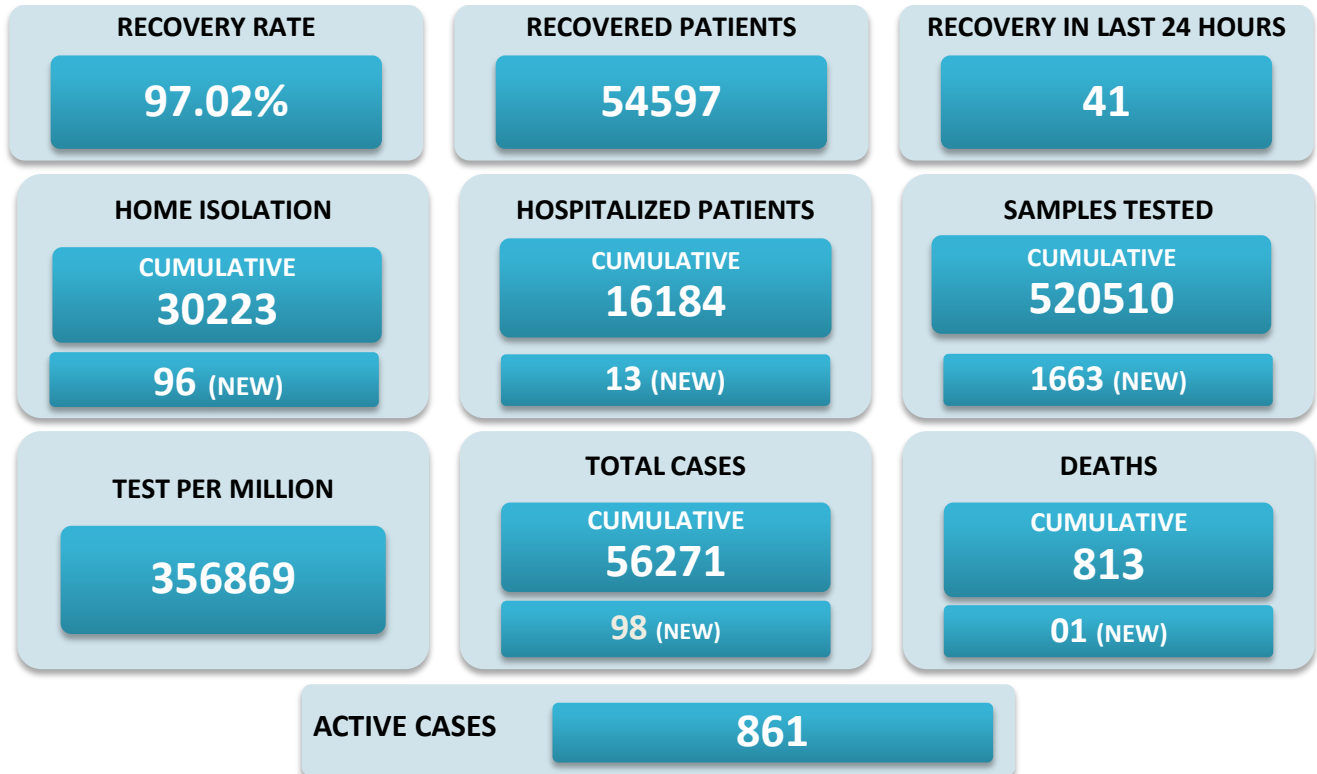 RECOVERY RATE
97.02%
RECOVERED PATIENTS
54597
RECOVERY IN LAST 24 HOURS
41
HOME ISOLATION
CUMULATIVE
30223
96 (NEW)
HOSPITALIZED PATIENTS
CUMULATIVE
16184
13 (NEW)
SAMPLES TESTED
CUMULATIVE
520510
1663 (NEW)
TEST PER MILLION
356869
TOTAL CASES
CUMULATIVE
56271
98 (NEW)
DEATHS
CUMULATIVE
813
01 (NEW)
ACTIVE CASES
861